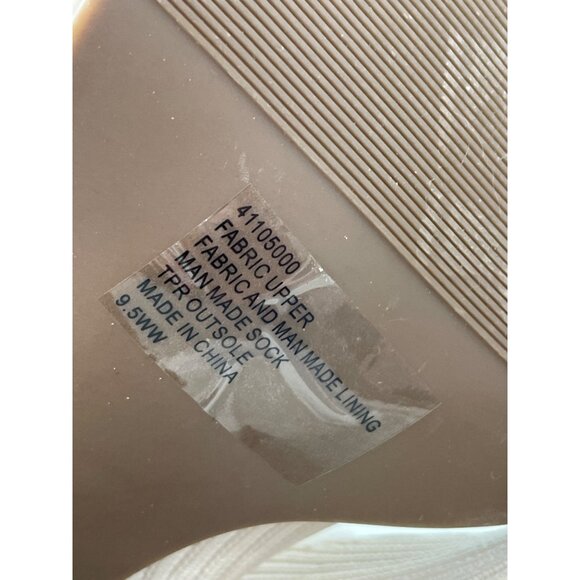 41105000
FABRIC UPPER
FABRIC AND MAN MADE LINING
MAN MADE SOCK
TPR OUTSOLE
MADE IN CHINA
9.5WW